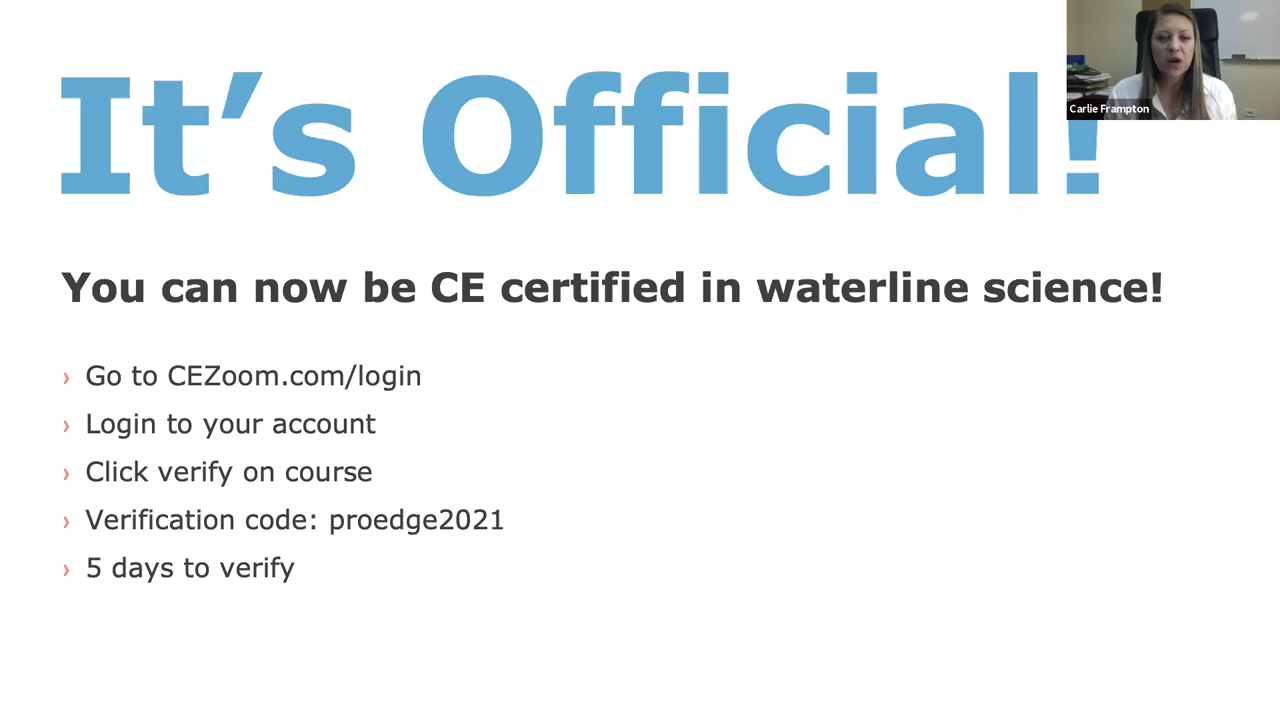 It’s Official!
Carlie Frampton
You can now be CE certified in waterline science!
› Go to CEZoom.com/login
› Login to your account
› Click verify on course
› Verification code: proedge2021
› 5 days to verify